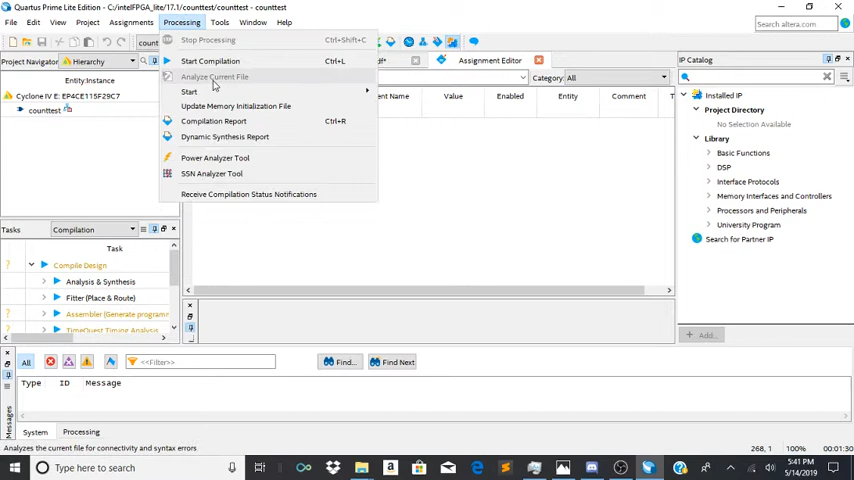 Quartus Prime Lite Edition - C:/intelFPGA_lite/17.1/counttest/counttest - counttest
File Edit View Project Assignments Processing Tools Window Help
Search altera.com
count
Stop Processing Ctrl+Shift+C
Start Compilation Ctrl+L
Analyze Current File
Start
Update Memory Initialization File
Compilation Report Ctrl+R
Dynamic Synthesis Report
Power Analyzer Tool
SSN Analyzer Tool
Receive Compilation Status Notifications
Project Navigator Hierarchy
Entity:Instance
Cyclone IV E: EP4CE115F29C7
counttest
Assignment Editor
Category: All
ent Name Value Enabled Entity Comment T
Tasks Compilation
Task
Compile Design
Analysis & Synthesis
Fitter (Place & Route)
Assembler (Generate programr
TimeQuest Timing Analysis
IP Catalog
Installed IP
Project Directory
No Selection Available
Library
Basic Functions
DSP
Interface Protocols
Memory Interfaces and Controllers
Processors and Peripherals
University Program
Search for Partner IP
+ Add...
All <<Filter>> Find... Find Next
Type ID Message
Messages
System Processing
Analyzes the current file for connectivity and syntax errors. 268, 1 100% 00:01:30
Type here to search
5:41 PM
5/14/2019